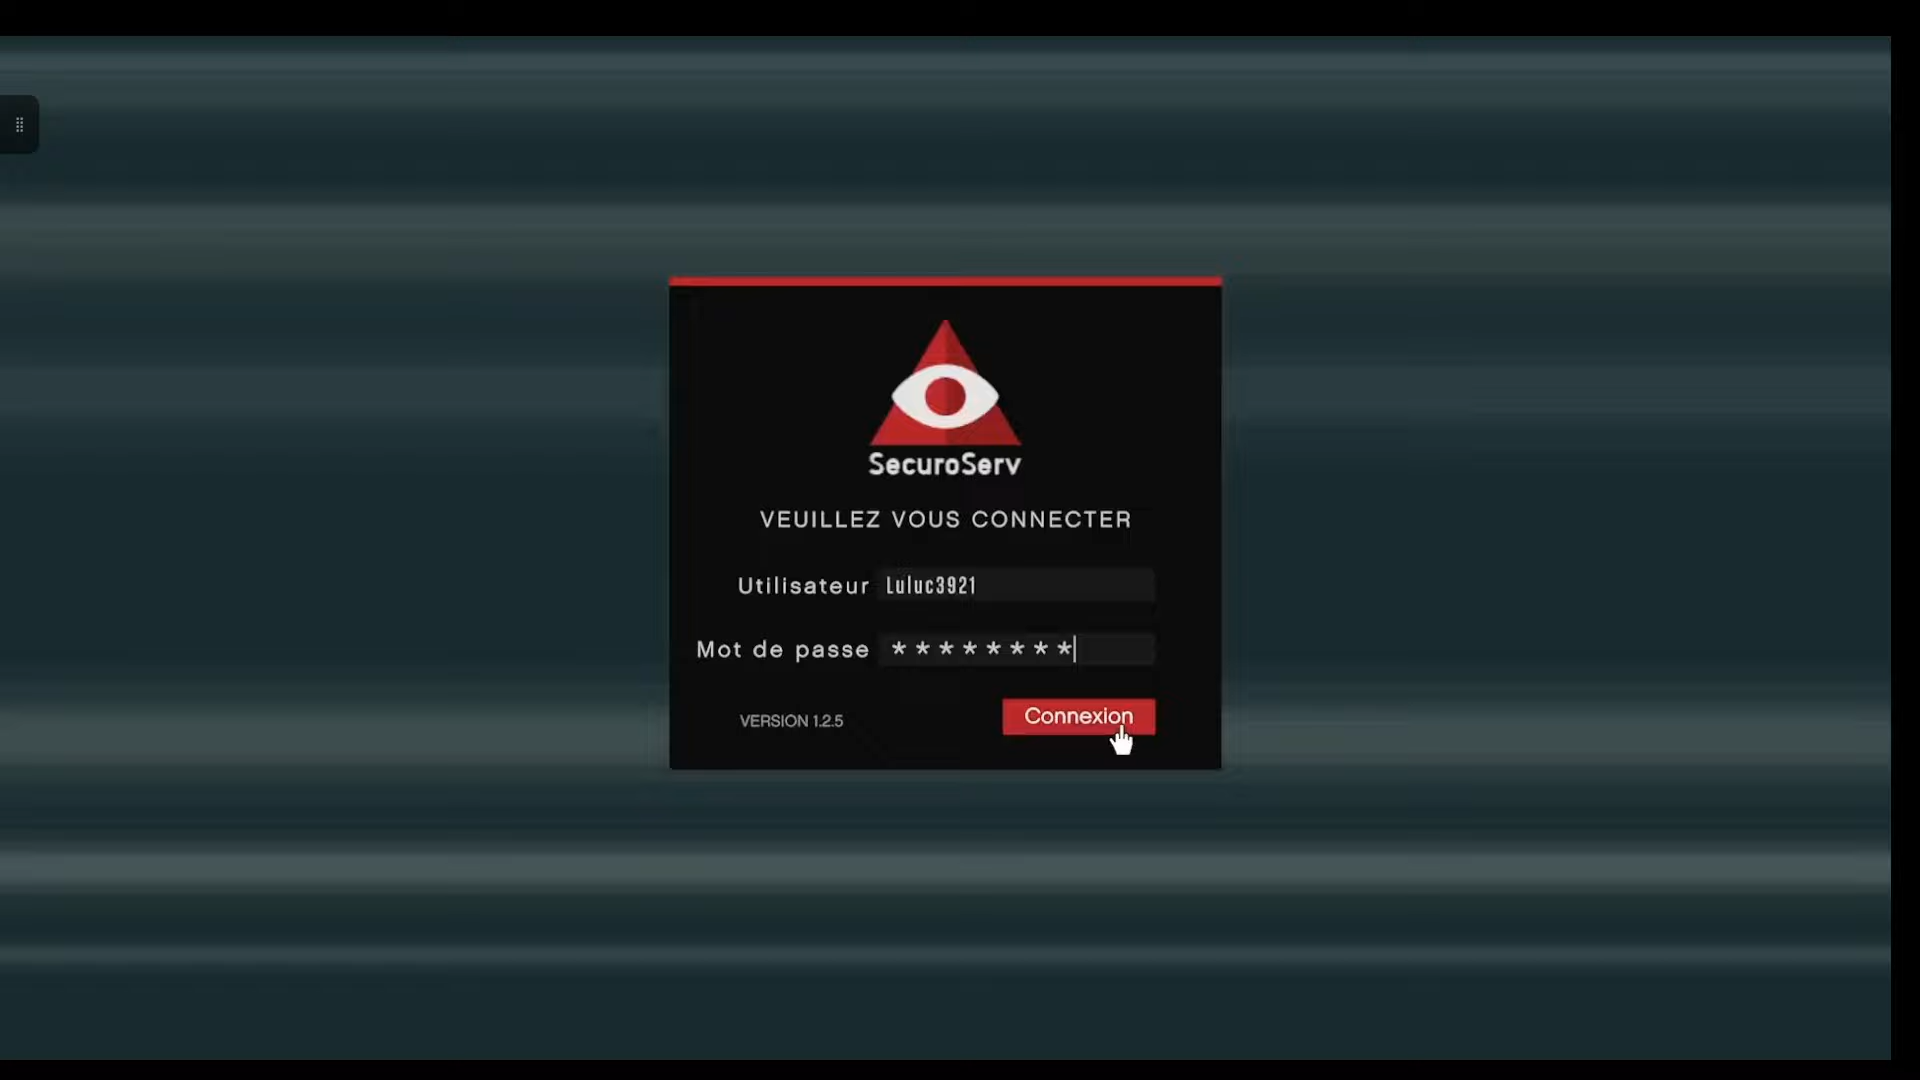 SecuroServ
VEUILLEZ VOUS CONNECTER
Utilisateur Luluc3921
Mot de passe ********
VERSION 1.2.5 Connexion